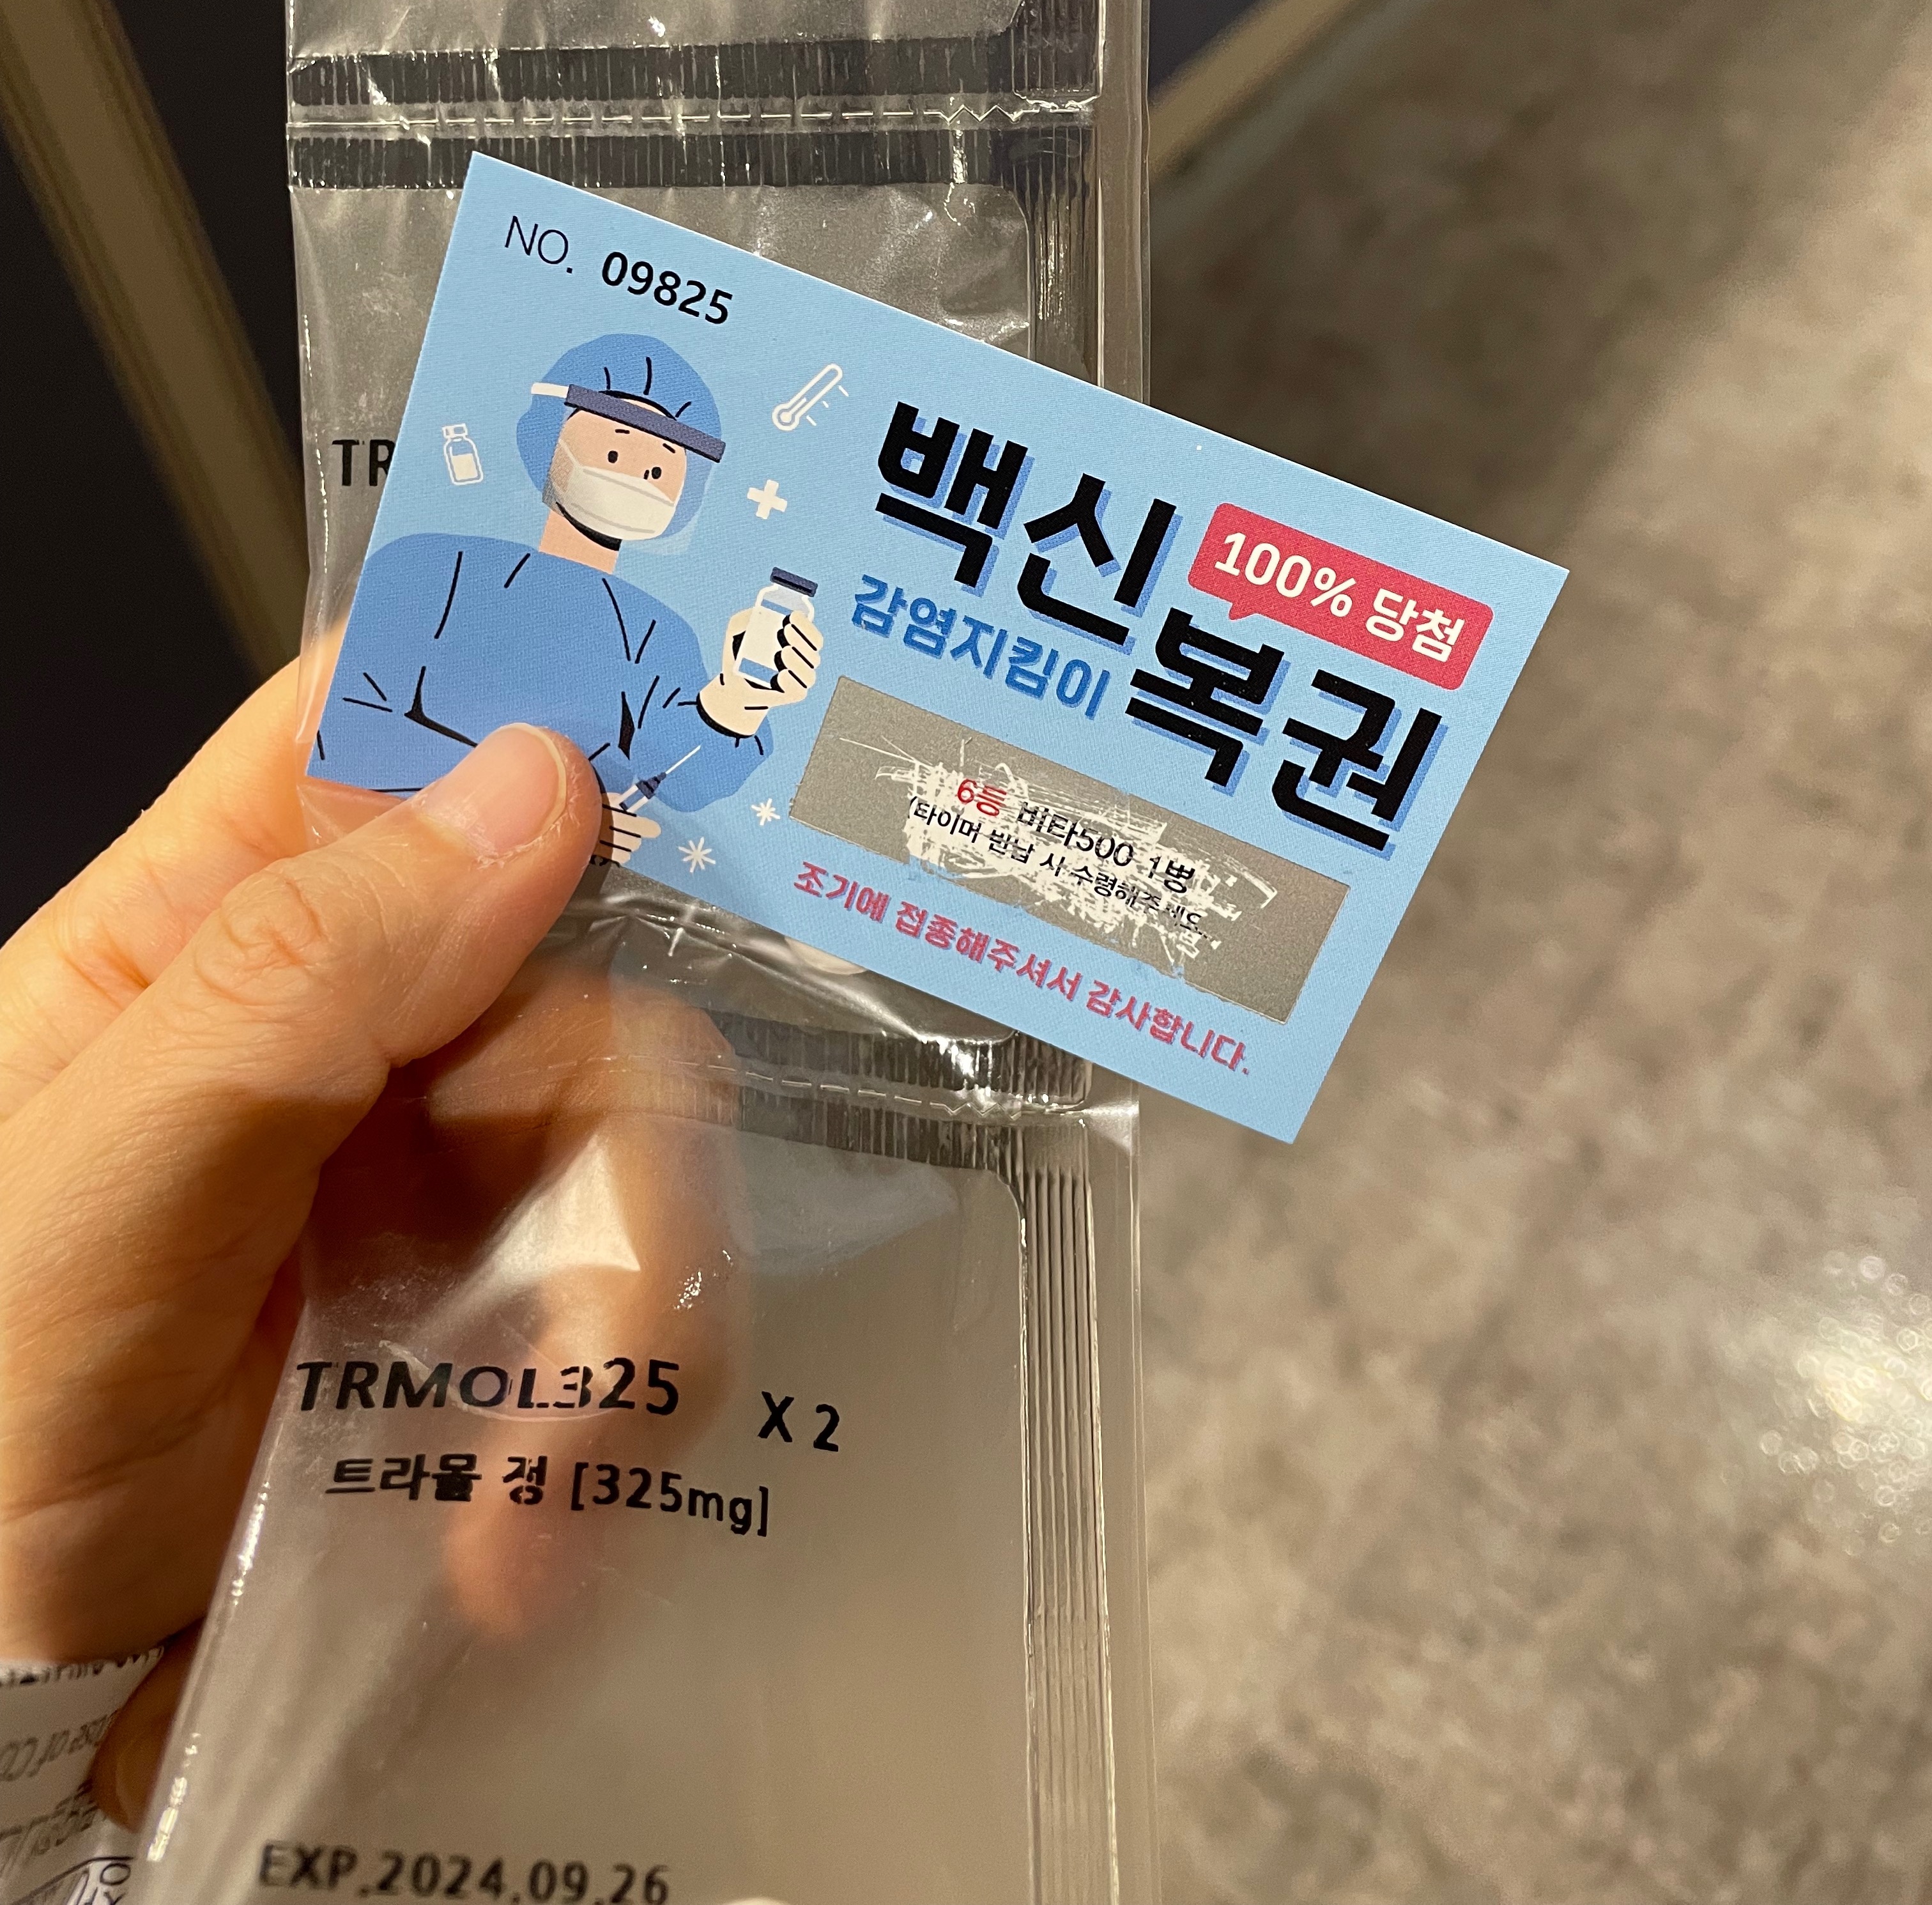 NO. 09825
TR
백신
100% 당첨
감염지킴이 복권
6등 비타500 1병
(타이머 반납 시 수령해주세요.
조기에 접종해주셔서 감사합니다.
TRMOL325 X 2
트라몰 정 [325mg]
EXP.2024.09.26